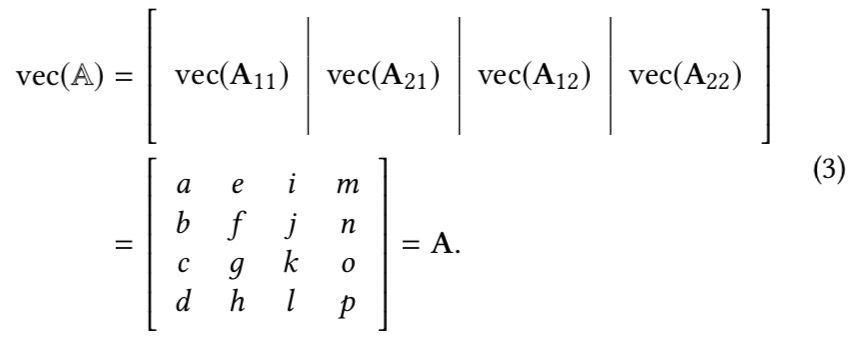 vec(𝔸) = [ vec(A₁₁) | vec(A₂₁) | vec(A₁₂) | vec(A₂₂) ]
= [ a e i m
b f j n
c g k o
d h l p ] = A.
(3)